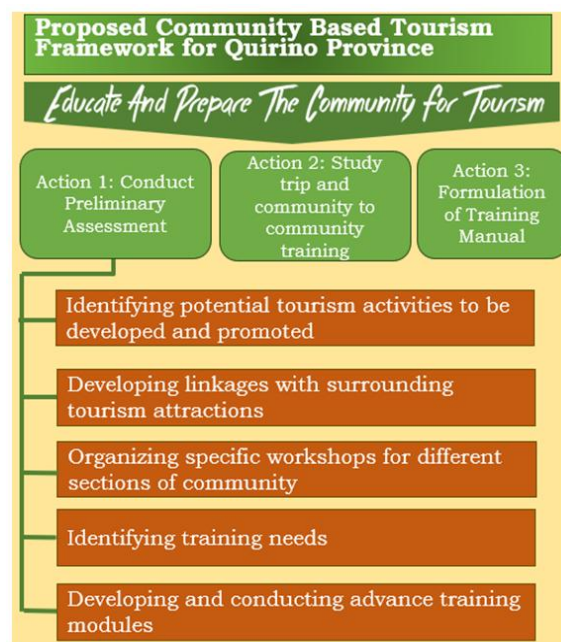 Proposed Community Based Tourism
Framework for Quirino Province
Educate And Prepare The Community for Tourism
Action 1: Conduct
Preliminary
Assessment
Action 2: Study
trip and
community to
community
training
Action 3:
Formulation
of Training
Manual
Identifying potential tourism activities to be
developed and promoted
Developing linkages with surrounding
tourism attractions
Organizing specific workshops for different
sections of community
Identifying training needs
Developing and conducting advance training
modules